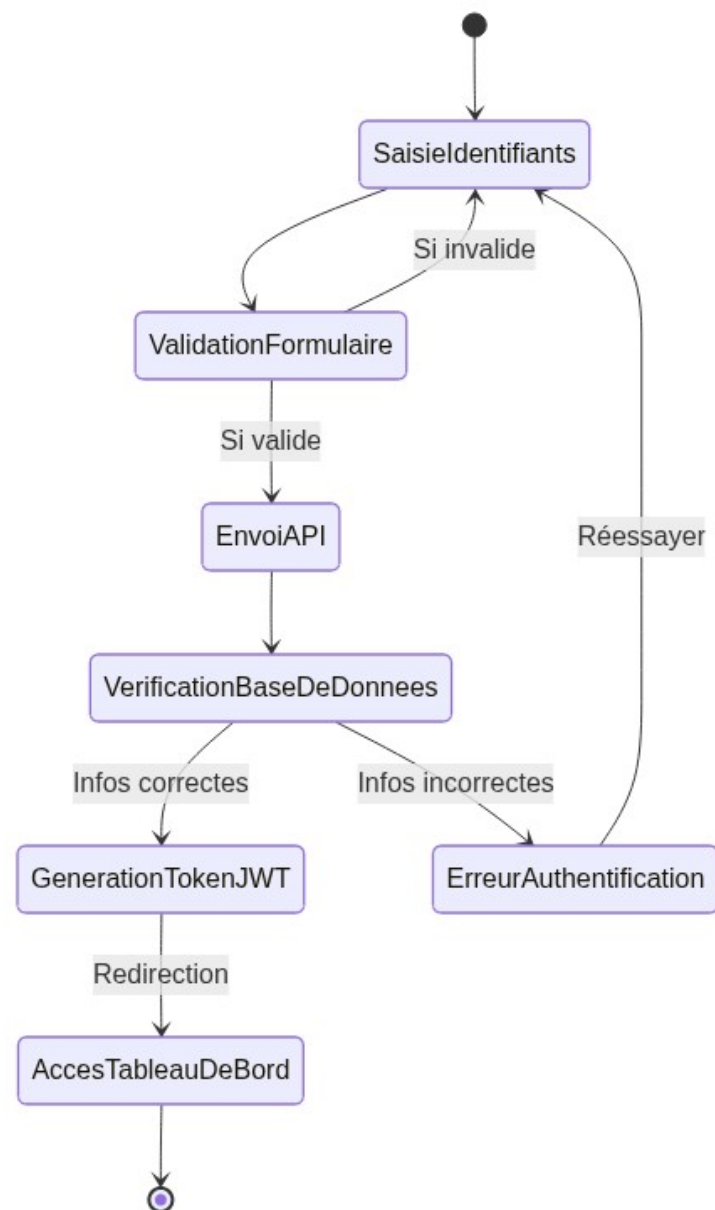 SaisieIdentifiants
Si invalide
ValidationFormulaire
Si valide
EnvoiAPI
Réessayer
VerificationBaseDeDonnees
Infos correctes
Infos incorrectes
GenerationTokenJWT
ErreurAuthentification
Redirection
AccesTableauDeBord